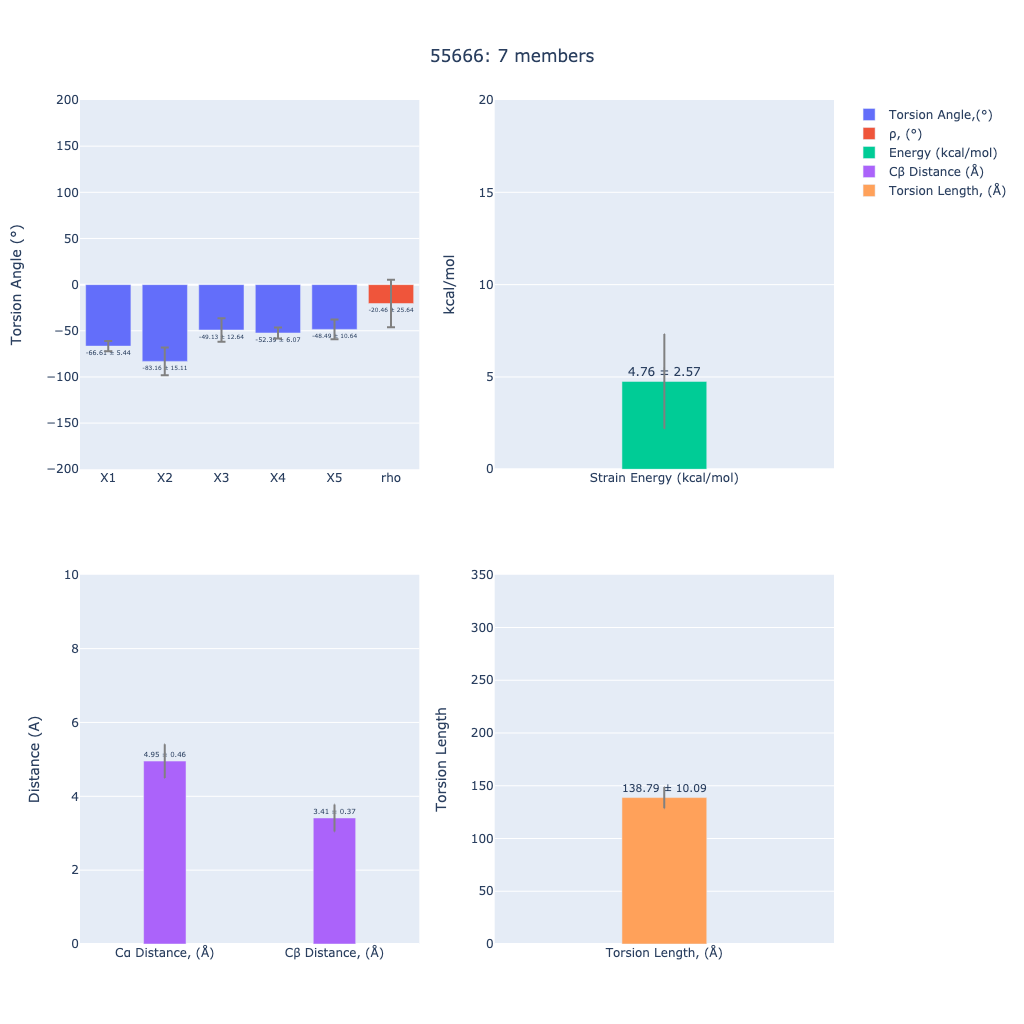 55666: 7 members
Torsion Angle (°)
200
150
100
50
0
−50
−100
−150
−200
-66.61 ± 5.44
-83.16 ± 15.11
-49.13 ± 12.64
-52.39 ± 6.07
-48.49 ± 10.64
-20.46 ± 25.64
X1 X2 X3 X4 X5 rho
kcal/mol
20
15
10
5
0
4.76 ± 2.57
Strain Energy (kcal/mol)
Torsion Angle,(°)
ρ, (°)
Energy (kcal/mol)
Cβ Distance (Å)
Torsion Length, (Å)
Distance (A)
10
8
6
4
2
0
4.95 ± 0.46
3.41 ± 0.37
Cα Distance, (Å) Cβ Distance, (Å)
Torsion Length
350
300
250
200
150
100
50
0
138.79 ± 10.09
Torsion Length, (Å)